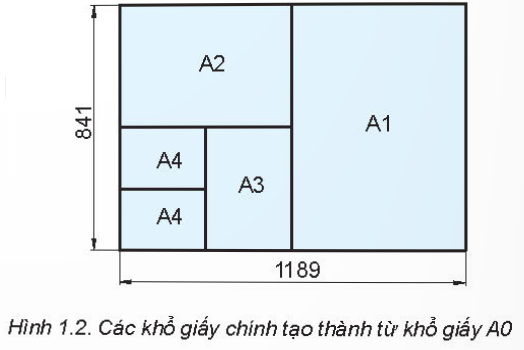 A2
A1
841
A4
A3
A4
1189
Hình 1.2. Các khổ giấy chính tạo thành từ khổ giấy A0